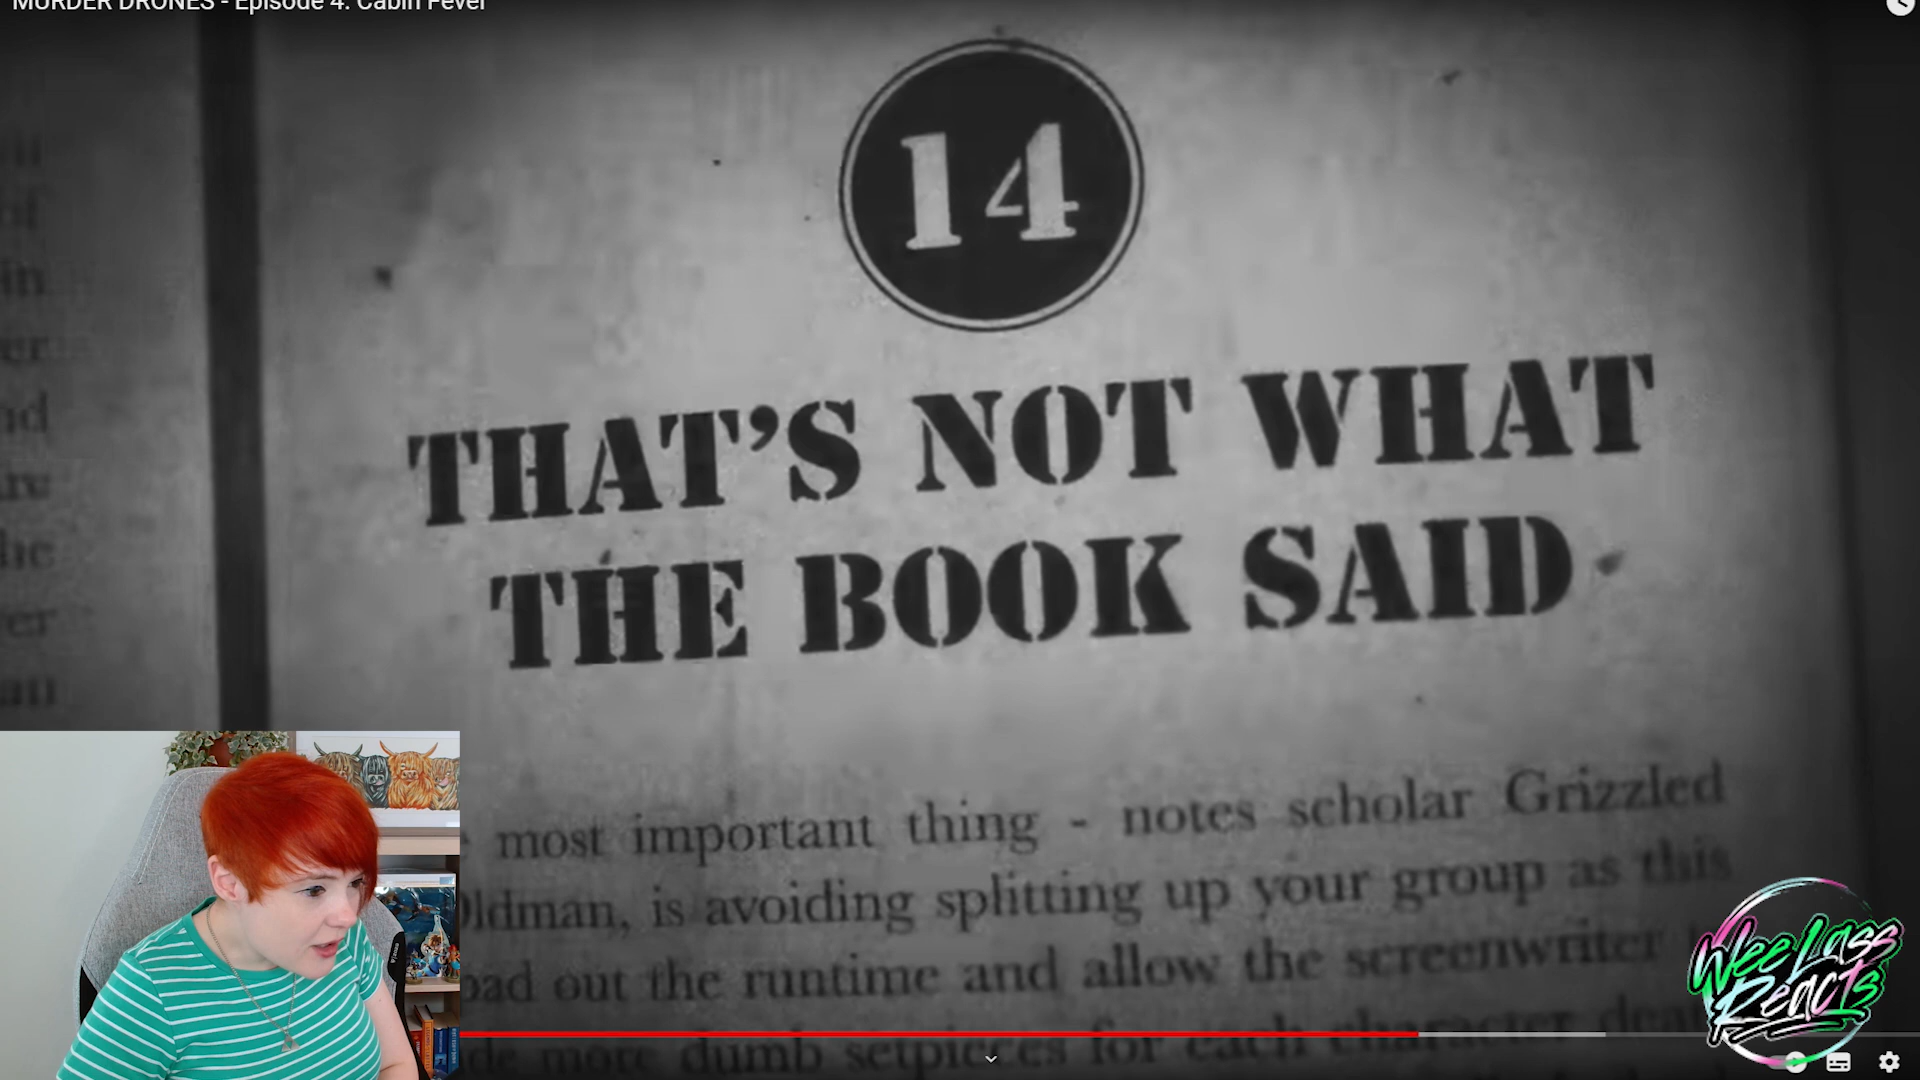 MURDER DRONES - Episode 4: Cabin Fever
14
THAT'S NOT WHAT
THE BOOK SAID
most important thing - notes scholar Grizzled
Oldman, is avoiding splitting up your group as this
out the runtime and allow the screenwriter
more dumb setpieces for each character
in
Wee Lass
Reacts